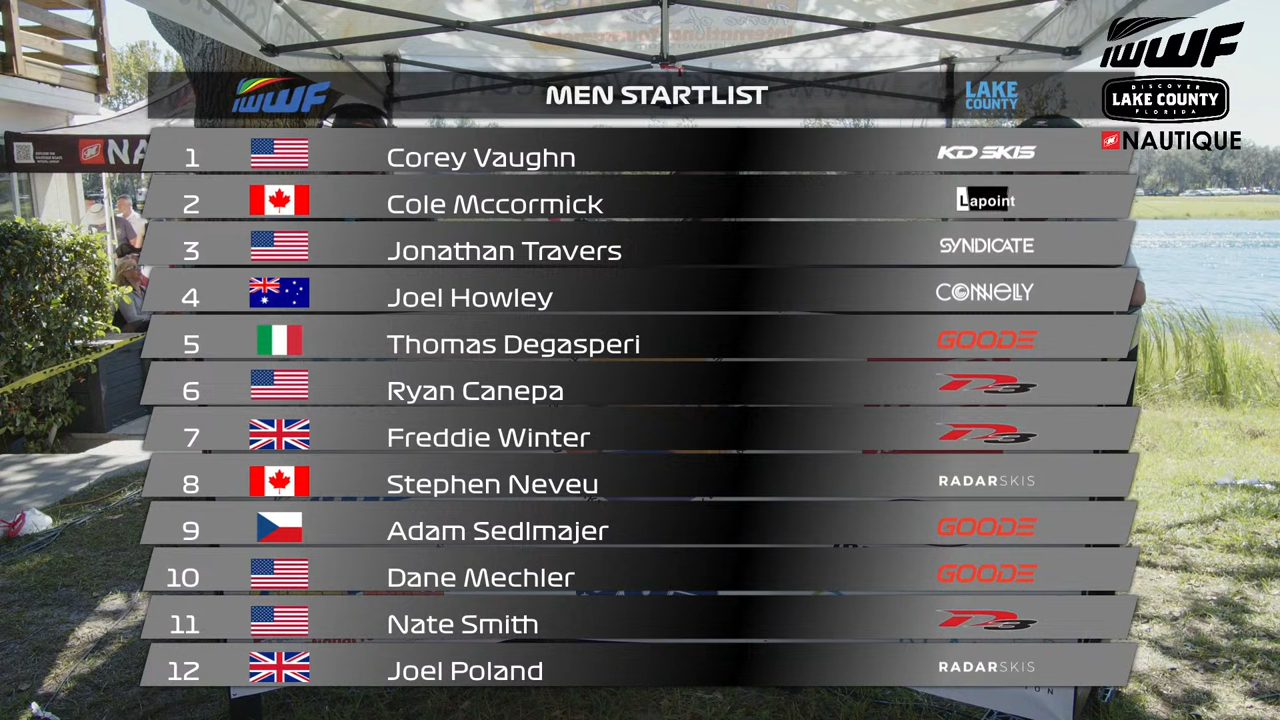 IWWF
DISCOVER
LAKE COUNTY
FLORIDA
NAUTIQUE
IWWF MEN STARTLIST LAKE COUNTY
NA
1 Corey Vaughn KD SKIS
2 Cole Mccormick Lapoint
3 Jonathan Travers SYNDICATE
4 Joel Howley CONNELLY
5 Thomas Degasperi GOODE
6 Ryan Canepa D3
7 Freddie Winter D3
8 Stephen Neveu RADARSKIS
9 Adam Sedlmajer GOODE
10 Dane Mechler GOODE
11 Nate Smith D3
12 Joel Poland RADARSKIS